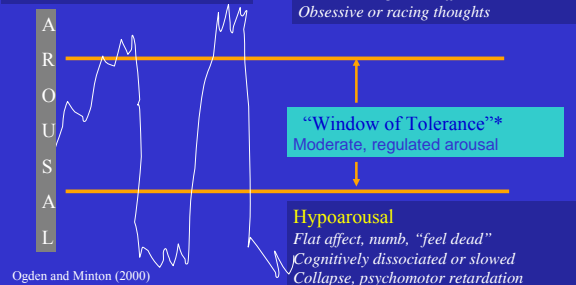 Obsessive or racing thoughts
A
R
O
U
S
A
L
“Window of Tolerance”*
Moderate, regulated arousal
Hypoarousal
Flat affect, numb, “feel dead”
Cognitively dissociated or slowed
Collapse, psychomotor retardation
Ogden and Minton (2000)